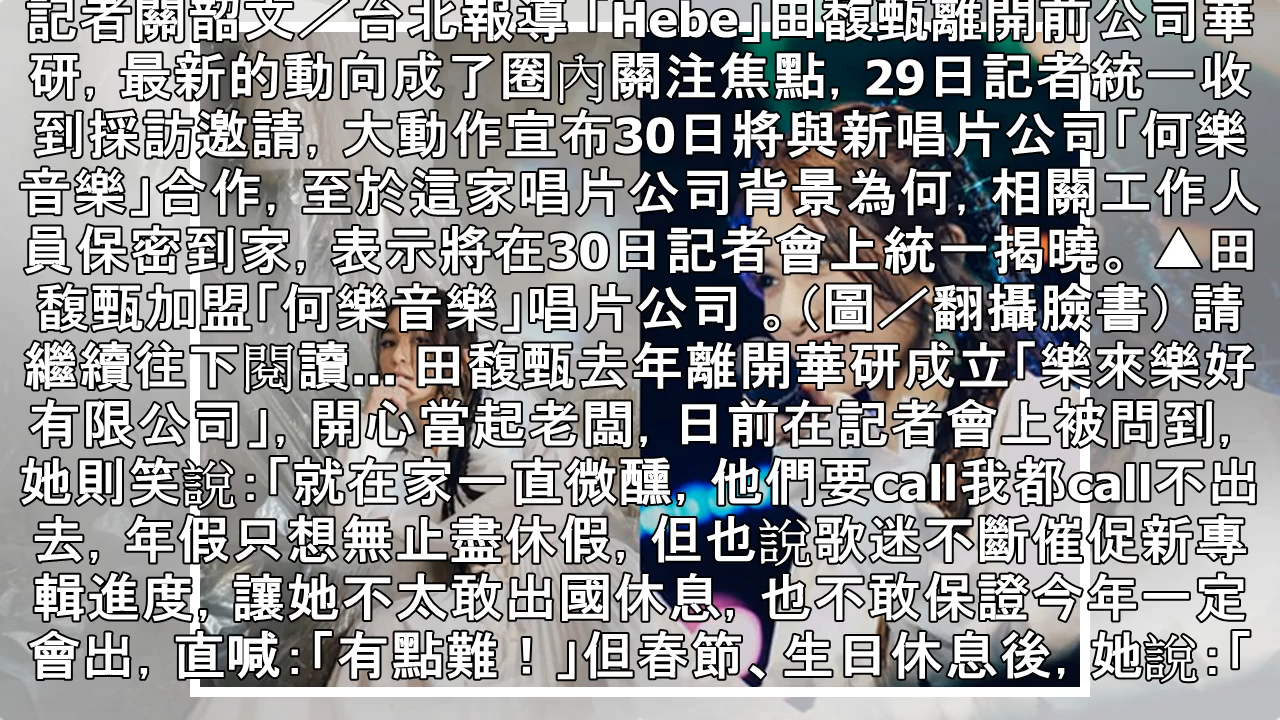 記者關韶文／台北報導「Hebe」田馥甄離開前公司華
研，最新的動向成了圈內關注焦點，29日記者統一收
到採訪邀請，大動作宣布30日將與新唱片公司「何樂
音樂」合作，至於這家唱片公司背景為何，相關工作人
員保密到家，表示將在30日記者會上統一揭曉。▲田
馥甄加盟「何樂音樂」唱片公司 。（圖／翻攝臉書）請
繼續往下閱讀... 田馥甄去年離開華研成立「樂來樂好
有限公司」，開心當起老闆，日前在記者會上被問到，
她則笑說：「就在家一直微醺，他們要call我都call不出
去，年假只想無止盡休假，但也說歌迷不斷催促新專
輯進度，讓她不太敢出國休息，也不敢保證今年一定
會出，直喊：「有點難！」但春節、生日休息後，她說：「